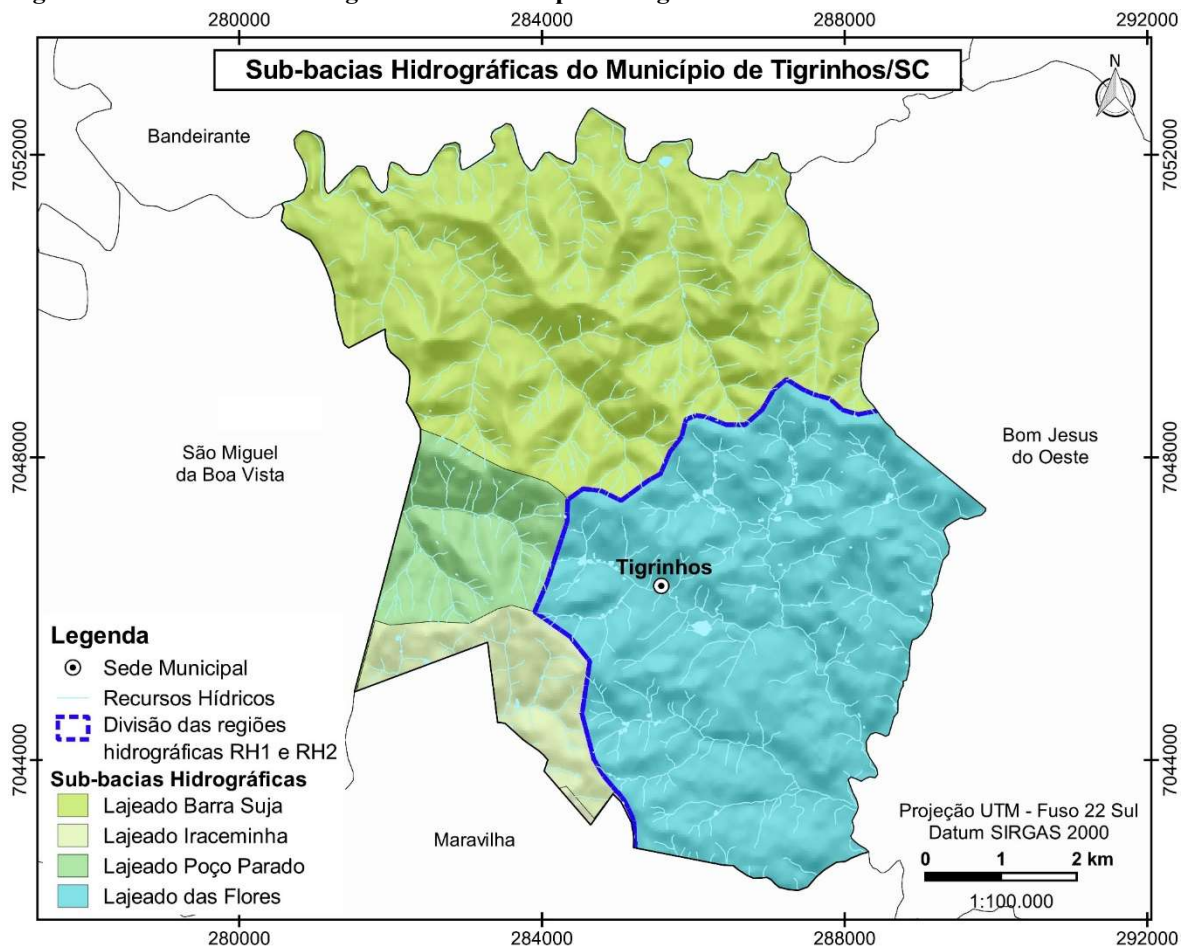 280000 284000 288000 292000
Sub-bacias Hidrográficas do Município de Tigrinhos/SC
N
Bandeirante
7052000
7052000
São Miguel
da Boa Vista
Bom Jesus
do Oeste
7048000
7048000
Tigrinhos
Legenda
Sede Municipal
Recursos Hídricos
Divisão das regiões
hidrográficas RH1 e RH2
Sub-bacias Hidrográficas
Lajeado Barra Suja
Lajeado Iraceminha
Lajeado Poço Parado
Lajeado das Flores
7044000
7044000
Maravilha
Projeção UTM - Fuso 22 Sul
Datum SIRGAS 2000
0 1 2 km
1:100.000
280000 284000 288000 292000